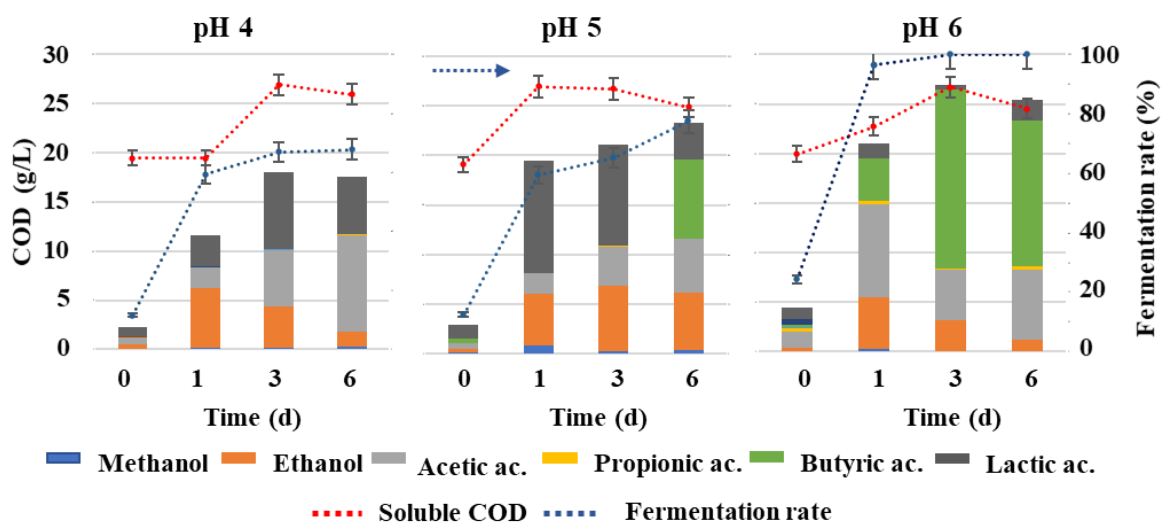 pH 4
pH 5
pH 6
COD (g/L)
30
25
20
15
10
5
0
100
80
60
40
20
0
Fermentation rate (%)
0 1 3 6
0 1 3 6
0 1 3 6
Time (d)
Time (d)
Time (d)
Methanol Ethanol Acetic ac. Propionic ac. Butyric ac. Lactic ac.
Soluble COD Fermentation rate